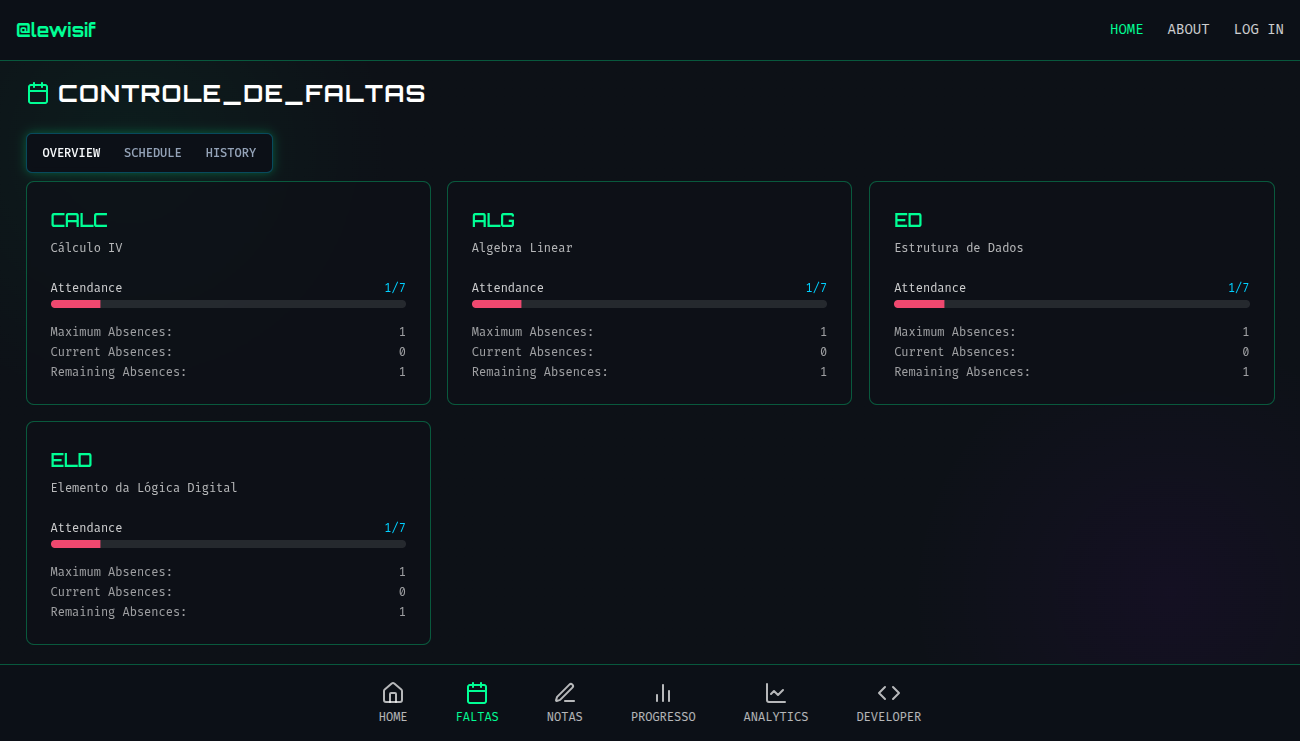 @lewisif
HOME ABOUT LOG IN
CONTROLE_DE_FALTAS
OVERVIEW SCHEDULE HISTORY
CALC
Cálculo IV
Attendance 1/7
Maximum Absences: 1
Current Absences: 0
Remaining Absences: 1
ALG
Algebra Linear
Attendance 1/7
Maximum Absences: 1
Current Absences: 0
Remaining Absences: 1
ED
Estrutura de Dados
Attendance 1/7
Maximum Absences: 1
Current Absences: 0
Remaining Absences: 1
ELD
Elemento da Lógica Digital
Attendance 1/7
Maximum Absences: 1
Current Absences: 0
Remaining Absences: 1
HOME FALTAS NOTAS PROGRESSO ANALYTICS DEVELOPER